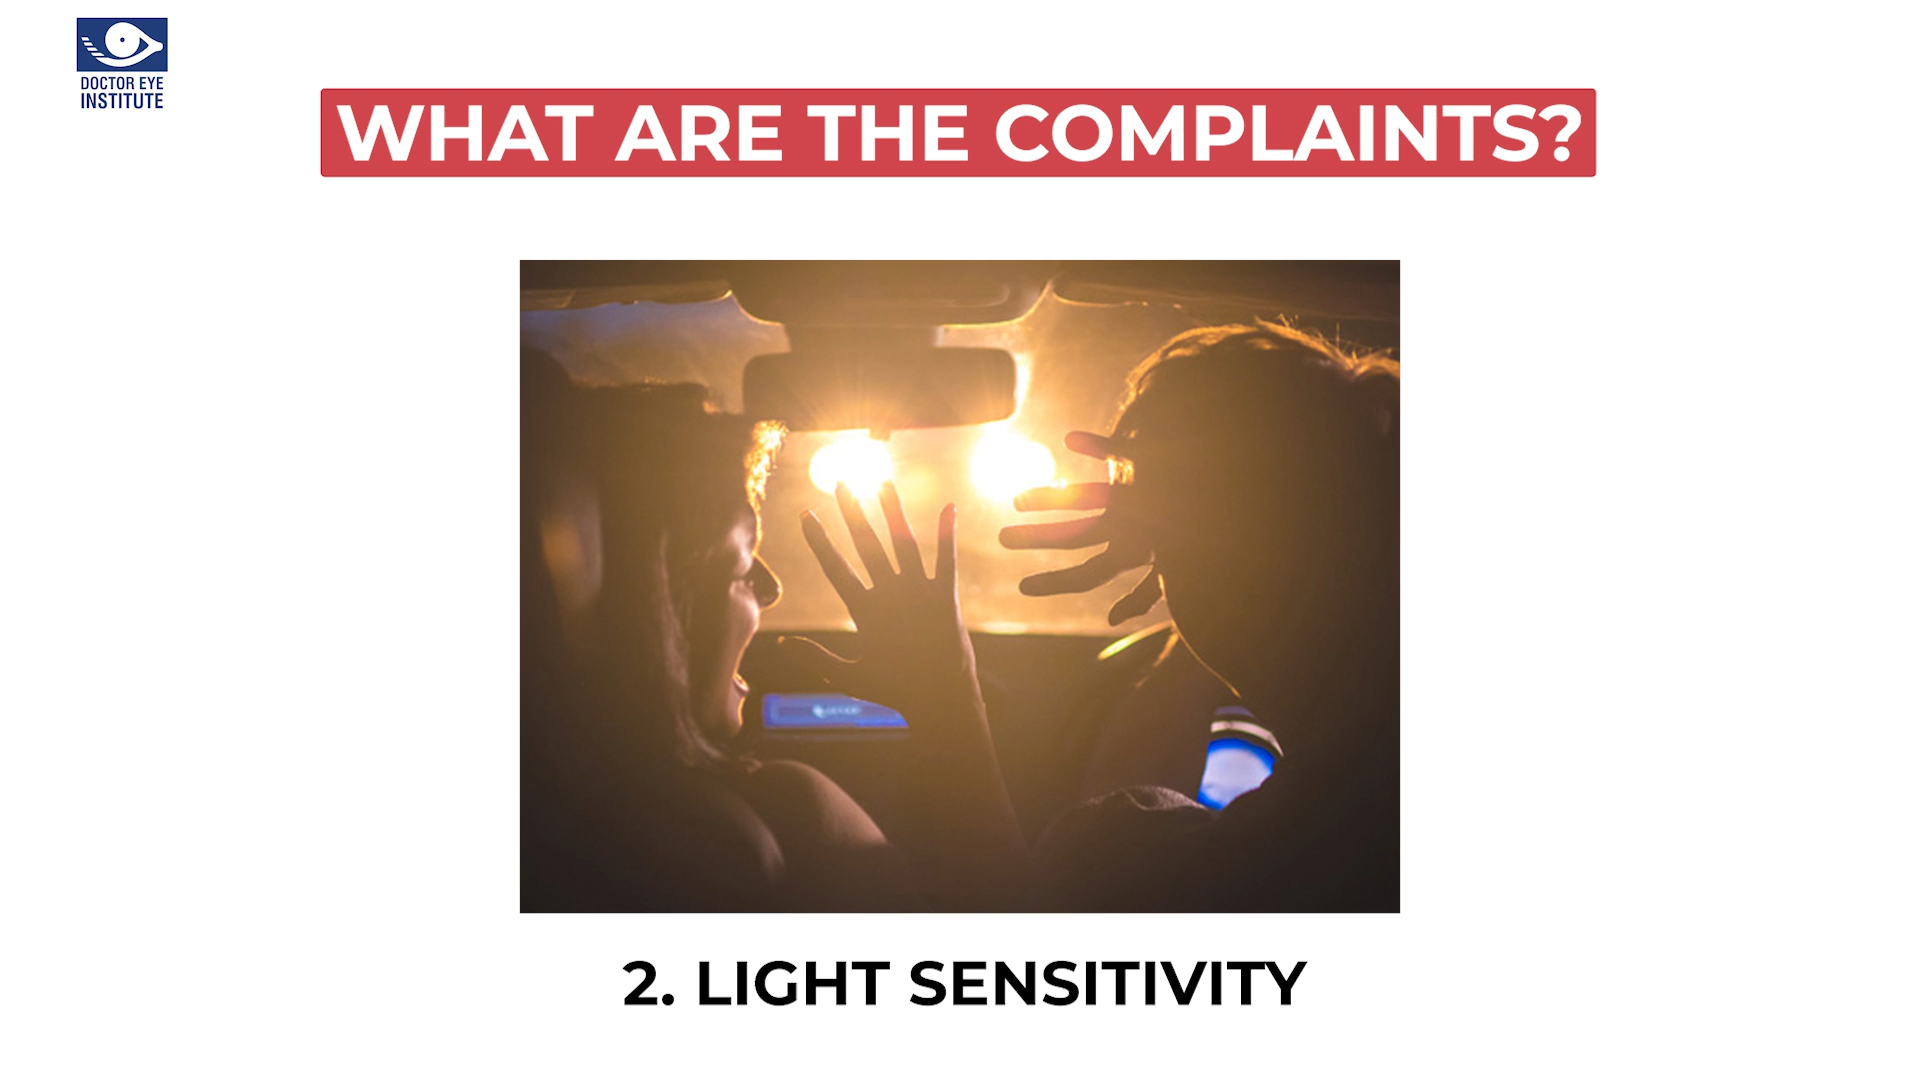 DOCTOR EYE
INSTITUTE
WHAT ARE THE COMPLAINTS?
2. LIGHT SENSITIVITY